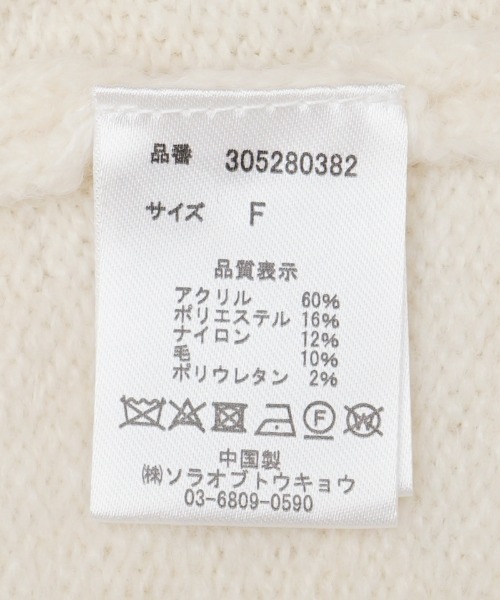 品番 305280382
サイズ F
品質表示
アクリル 60%
ポリエステル 16%
ナイロン 12%
毛 10%
ポリウレタン 2%
F W
中国製
(株)ソラオブトウキョウ
03-6809-0590